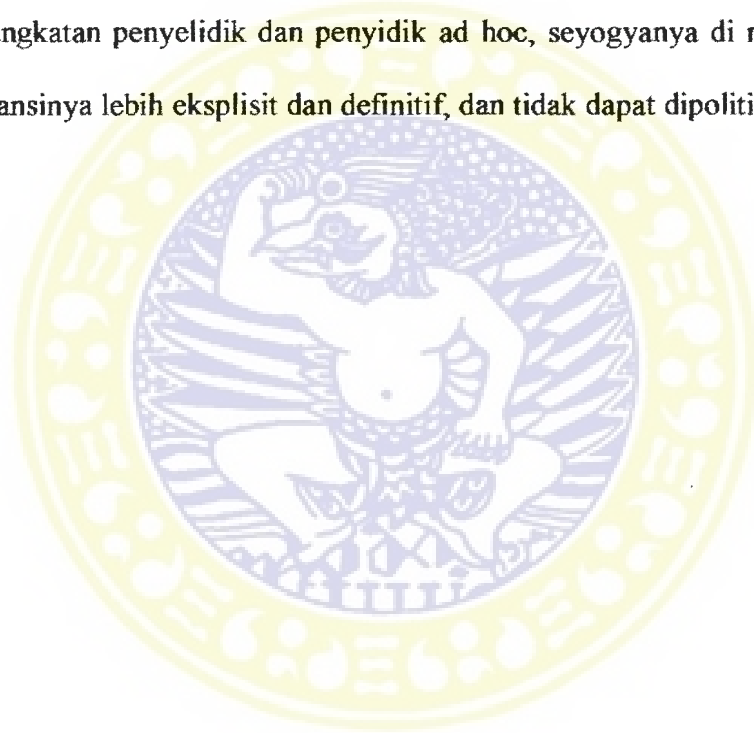 ngkatan penyelidik dan penyidik ad hoc, seyogyanya di
ansinya lebih eksplisit dan definitif, dan tidak dapat dipoliti